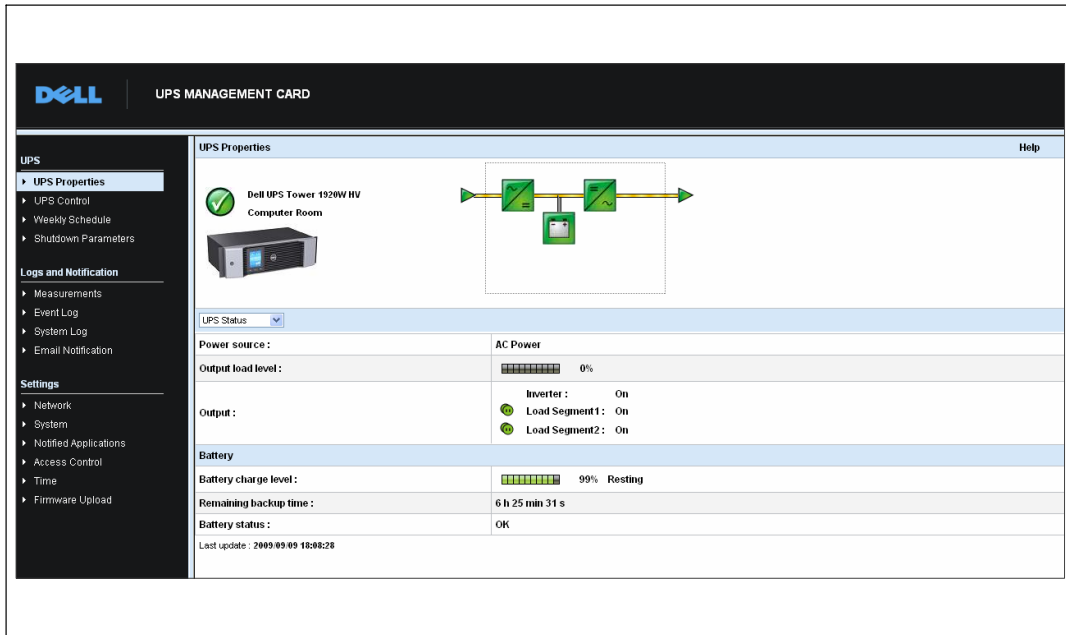 DELL
UPS MANAGEMENT CARD
UPS
UPS Properties
UPS Control
Weekly Schedule
Shutdown Parameters
Logs and Notification
Measurements
Event Log
System Log
Email Notification
Settings
Network
System
Notified Applications
Access Control
Time
Firmware Upload
UPS Properties Help
Dell UPS Tower 1920W HV
Computer Room
UPS Status
Power source : AC Power
Output load level : 0%
Output :
Inverter : On
Load Segment1 : On
Load Segment2 : On
Battery
Battery charge level : 99% Resting
Remaining backup time : 6 h 25 min 31 s
Battery status : OK
Last update : 2009/09/09 18:08:28